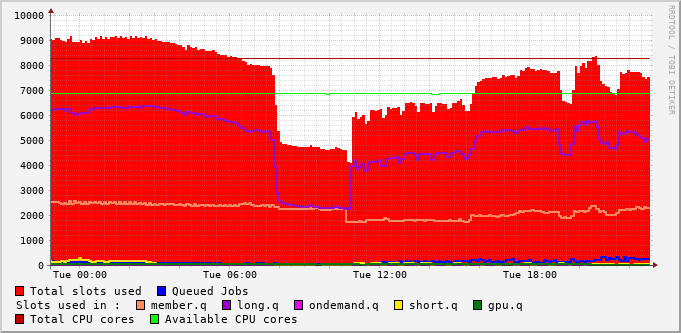 10000
9000
8000
7000
6000
5000
4000
3000
2000
1000
0
Tue 00:00 Tue 06:00 Tue 12:00 Tue 18:00
RRDTOOL / TOBI OETIKER
Total slots used Queued Jobs
Slots used in : member.q long.q ondemand.q short.q gpu.q
Total CPU cores Available CPU cores